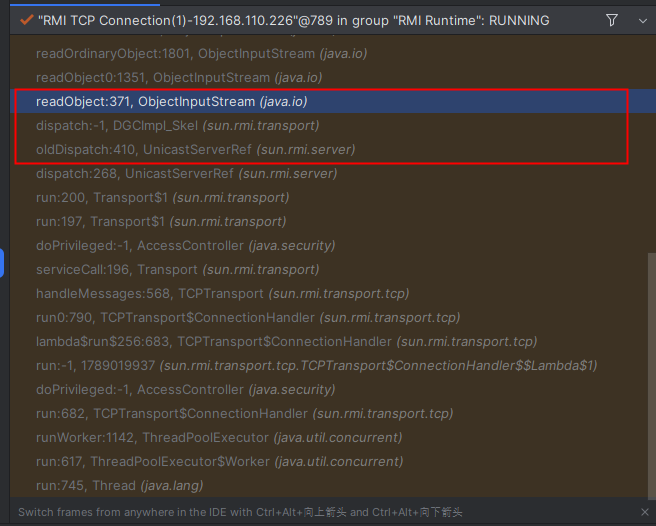 "RMI TCP Connection(1)-192.168.110.226"@789 in group "RMI Runtime": RUNNING
readOrdinaryObject:1801, ObjectInputStream (java.io)
readObject0:1351, ObjectInputStream (java.io)
readObject:371, ObjectInputStream (java.io)
dispatch:-1, DGCImpl_Skel (sun.rmi.transport)
oldDispatch:410, UnicastServerRef (sun.rmi.server)
dispatch:268, UnicastServerRef (sun.rmi.server)
run:200, Transport$1 (sun.rmi.transport)
run:197, Transport$1 (sun.rmi.transport)
doPrivileged:-1, AccessController (java.security)
serviceCall:196, Transport (sun.rmi.transport)
handleMessages:568, TCPTransport (sun.rmi.transport.tcp)
run0:790, TCPTransport$ConnectionHandler (sun.rmi.transport.tcp)
lambda$run$256:683, TCPTransport$ConnectionHandler (sun.rmi.transport.tcp)
run:-1, 1789019937 (sun.rmi.transport.tcp.TCPTransport$ConnectionHandler$$Lambda$1)
doPrivileged:-1, AccessController (java.security)
run:682, TCPTransport$ConnectionHandler (sun.rmi.transport.tcp)
runWorker:1142, ThreadPoolExecutor (java.util.concurrent)
run:617, ThreadPoolExecutor$Worker (java.util.concurrent)
run:745, Thread (java.lang)
Switch frames from anywhere in the IDE with Ctrl+Alt+向上箭头 and Ctrl+Alt+向下箭头